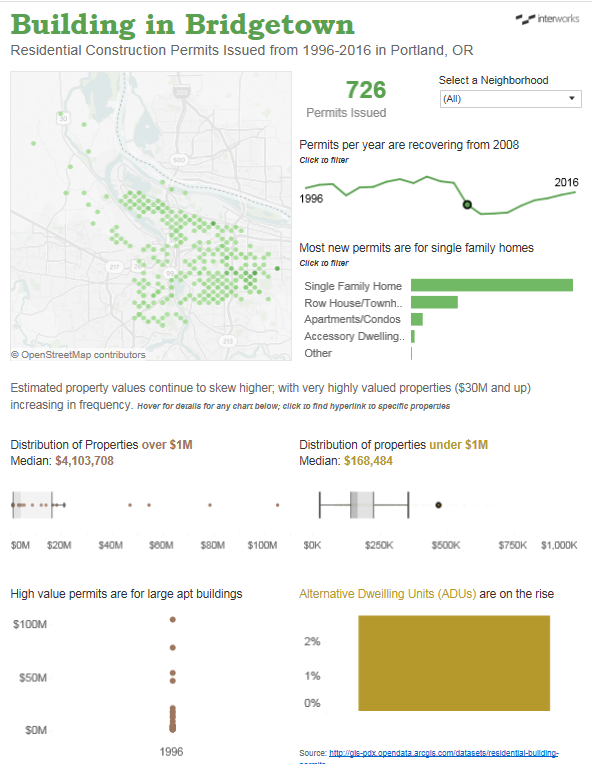 Building in Bridgetown
interworks
Residential Construction Permits Issued from 1996-2016 in Portland, OR
30
500
217
99
213
© OpenStreetMap contributors
726
Permits Issued
Select a Neighborhood
(All)
Permits per year are recovering from 2008
Click to filter
1996
2016
Most new permits are for single family homes
Click to filter
Single Family Home
Row House/Townh..
Apartments/Condos
Accessory Dwelling..
Other
Estimated property values continue to skew higher; with very highly valued properties ($30M and up)
increasing in frequency. Hover for details for any chart below; click to find hyperlink to specific properties
Distribution of Properties over $1M
Median: $4,103,708
$0M $20M $40M $60M $80M $100M
Distribution of properties under $1M
Median: $168,484
$0K $250K $500K $750K $1,000K
High value permits are for large apt buildings
$100M
$50M
$0M
1996
Alternative Dwelling Units (ADUs) are on the rise
2%
1%
0%
Source: http://gis-pdx.opendata.arcgis.com/datasets/residential-building-